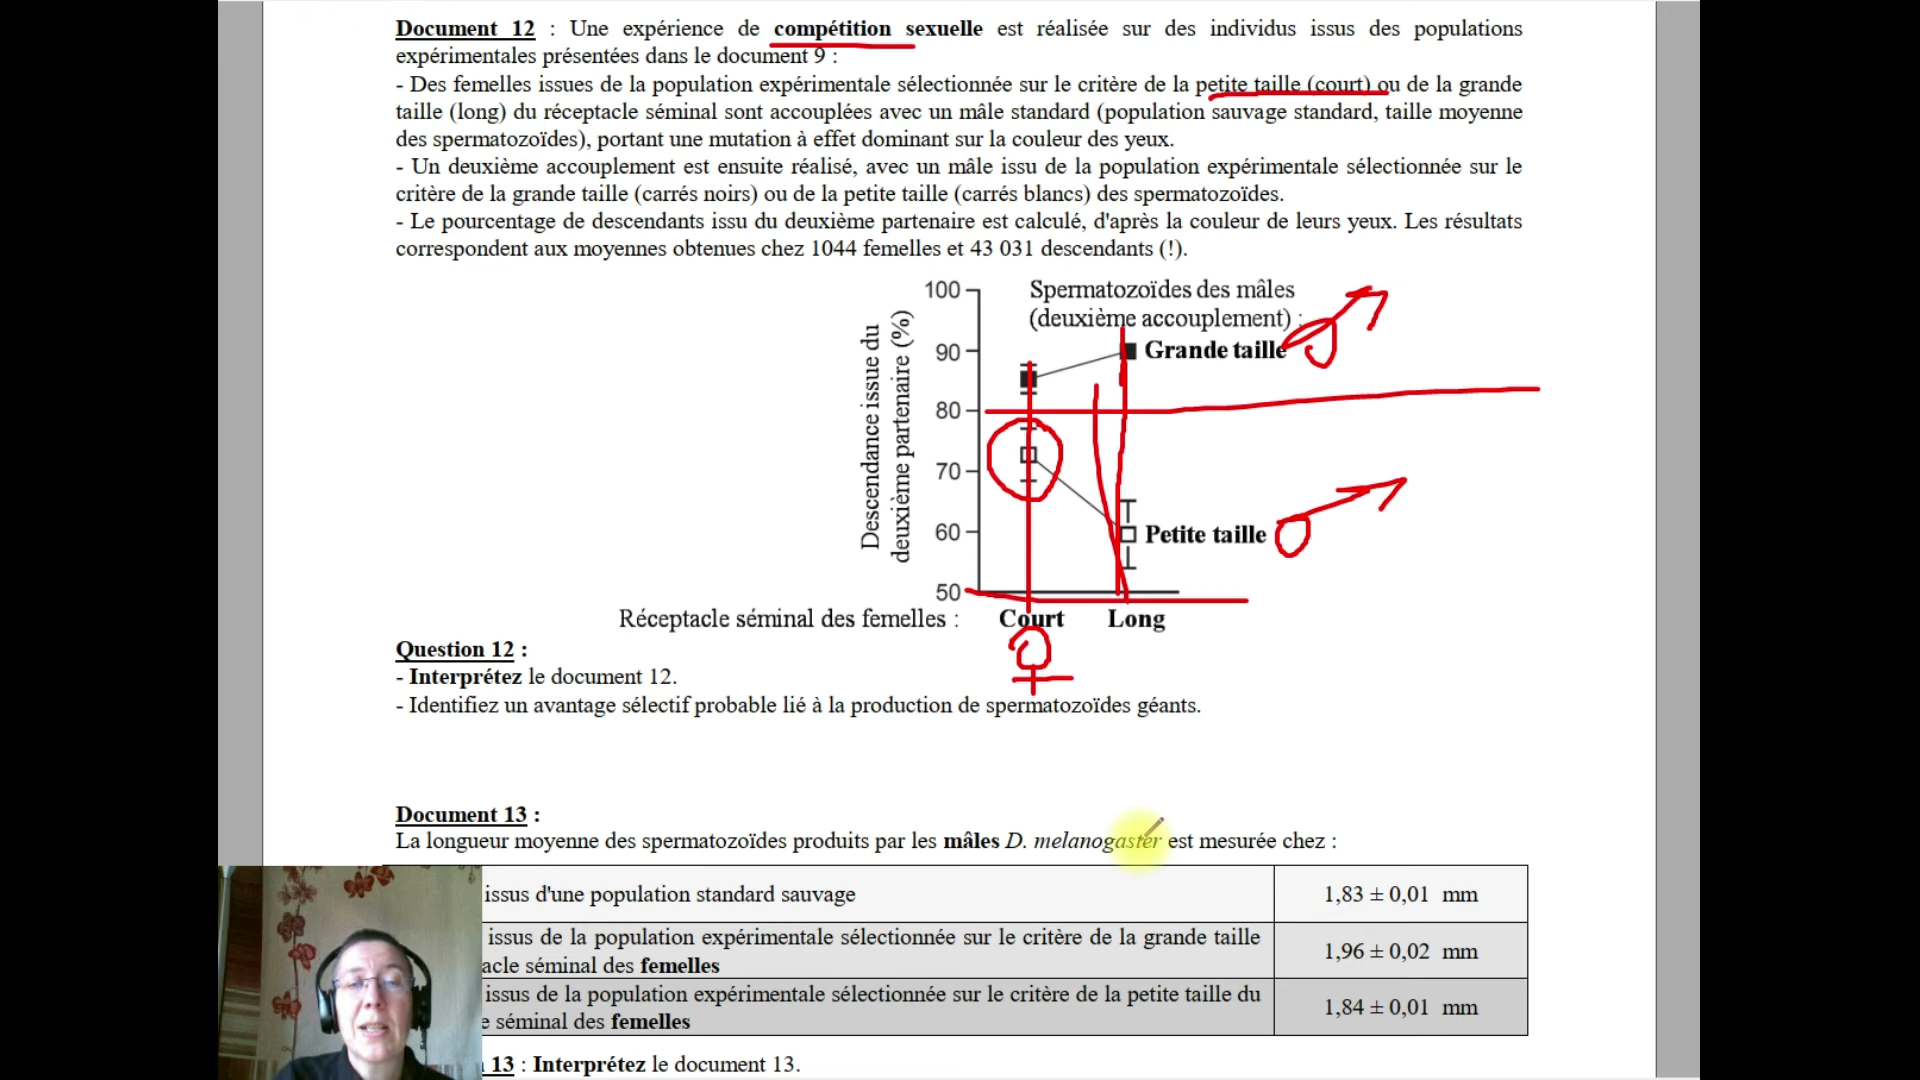 Document 12 : Une expérience de compétition sexuelle est réalisée sur des individus issus des populations
expérimentales présentées dans le document 9 :
- Des femelles issues de la population expérimentale sélectionnée sur le critère de la petite taille (court) ou de la grande
taille (long) du réceptacle séminal sont accouplées avec un mâle standard (population sauvage standard, taille moyenne
des spermatozoïdes), portant une mutation à effet dominant sur la couleur des yeux.
- Un deuxième accouplement est ensuite réalisé, avec un mâle issu de la population expérimentale sélectionnée sur le
critère de la grande taille (carrés noirs) ou de la petite taille (carrés blancs) des spermatozoïdes.
- Le pourcentage de descendants issu du deuxième partenaire est calculé, d'après la couleur de leurs yeux. Les résultats
correspondent aux moyennes obtenues chez 1044 femelles et 43 031 descendants (!).
Descendance issue du
deuxième partenaire (%)
100
90
80
70
60
50
Spermatozoïdes des mâles
(deuxième accouplement) :
Grande taille
Petite taille
Réceptacle séminal des femelles : Court Long
Question 12 :
- Interprétez le document 12.
- Identifiez un avantage sélectif probable lié à la production de spermatozoïdes géants.
Document 13 :
La longueur moyenne des spermatozoïdes produits par les mâles D. melanogaster est mesurée chez :
issus d'une population standard sauvage 1,83 ± 0,01 mm
issus de la population expérimentale sélectionnée sur le critère de la grande taille
acle séminal des femelles 1,96 ± 0,02 mm
issus de la population expérimentale sélectionnée sur le critère de la petite taille du
e séminal des femelles 1,84 ± 0,01 mm
13 : Interprétez le document 13.